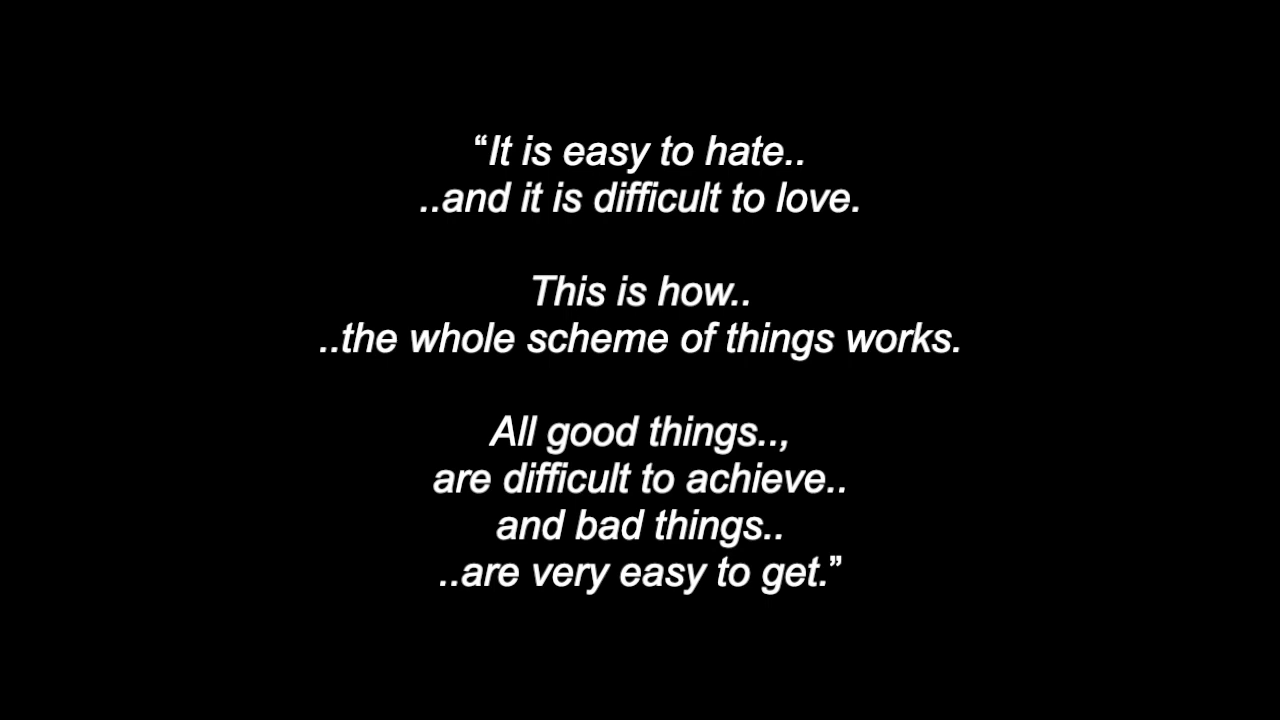 “It is easy to hate..
..and it is difficult to love.
This is how..
..the whole scheme of things works.
All good things..,
are difficult to achieve..
and bad things..
..are very easy to get.”